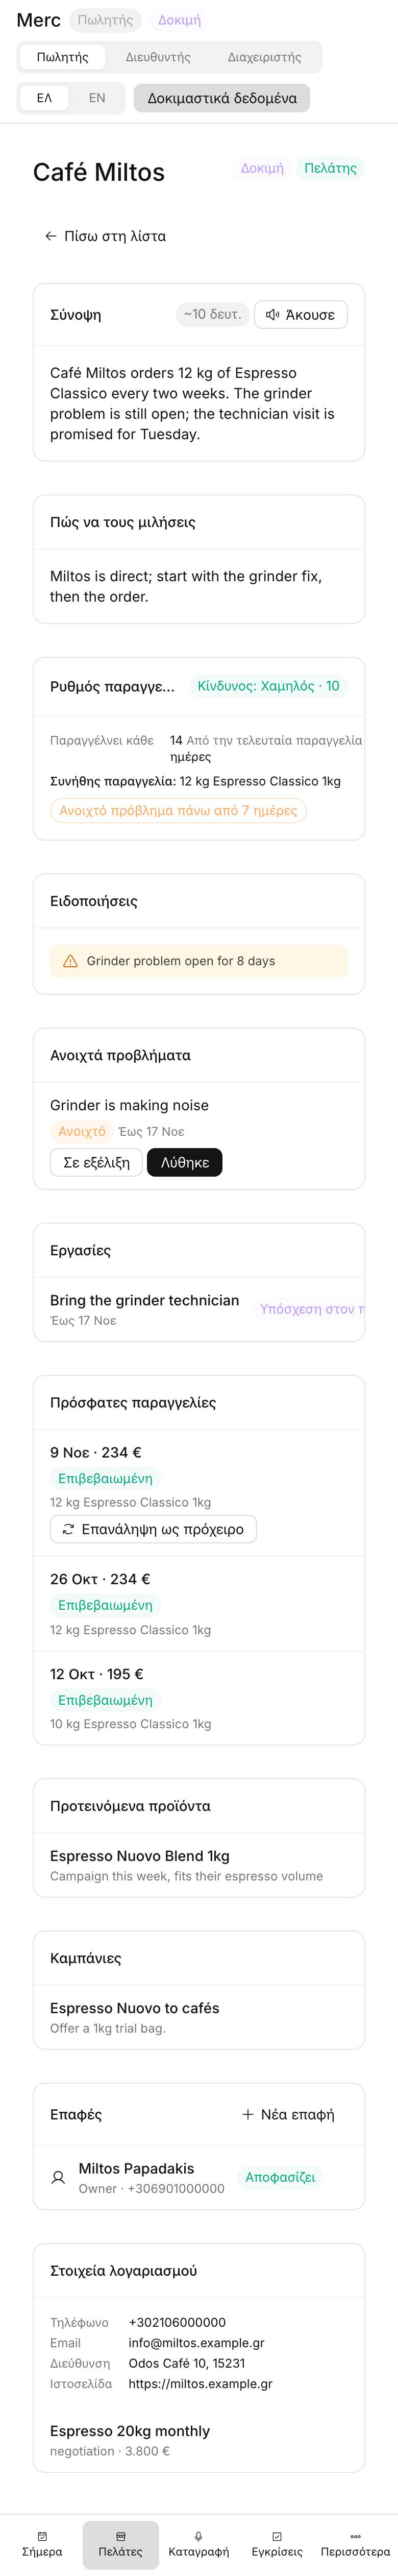 Merc Πωλητής Δοκιμή
Πωλητής Διευθυντής Διαχειριστής
ΕΛ EN Δοκιμαστικά δεδομένα
Café Miltos Δοκιμή Πελάτης
Πίσω στη λίστα
Σύνοψη ~10 δευτ. Άκουσε
Café Miltos orders 12 kg of Espresso
Classico every two weeks. The grinder
problem is still open; the technician visit is
promised for Tuesday.
Πώς να τους μιλήσεις
Miltos is direct; start with the grinder fix,
then the order.
Ρυθμός παραγγε... Κίνδυνος: Χαμηλός · 10
Παραγγέλνει κάθε 14 Από την τελευταία παραγγελία
ημέρες
Συνήθης παραγγελία: 12 kg Espresso Classico 1kg
Ανοιχτό πρόβλημα πάνω από 7 ημέρες
Ειδοποιήσεις
Grinder problem open for 8 days
Ανοιχτά προβλήματα
Grinder is making noise
Ανοιχτό Έως 17 Νοε
Σε εξέλιξη Λύθηκε
Εργασίες
Bring the grinder technician
Έως 17 Νοε Υπόσχεση στον
Πρόσφατες παραγγελίες
9 Νοε · 234 €
Επιβεβαιωμένη
12 kg Espresso Classico 1kg
Επανάληψη ως πρόχειρο
26 Οκτ · 234 €
Επιβεβαιωμένη
12 kg Espresso Classico 1kg
12 Οκτ · 195 €
Επιβεβαιωμένη
10 kg Espresso Classico 1kg
Προτεινόμενα προϊόντα
Espresso Nuovo Blend 1kg
Campaign this week, fits their espresso volume
Καμπάνιες
Espresso Nuovo to cafés
Offer a 1kg trial bag.
Επαφές Νέα επαφή
Miltos Papadakis
Owner · +306901000000 Αποφασίζει
Στοιχεία λογαριασμού
Τηλέφωνο +302106000000
Email info@miltos.example.gr
Διεύθυνση Odos Café 10, 15231
Ιστοσελίδα https://miltos.example.gr
Espresso 20kg monthly
negotiation · 3.800 €
Σήμερα Πελάτες Καταγραφή Εγκρίσεις Περισσότερα